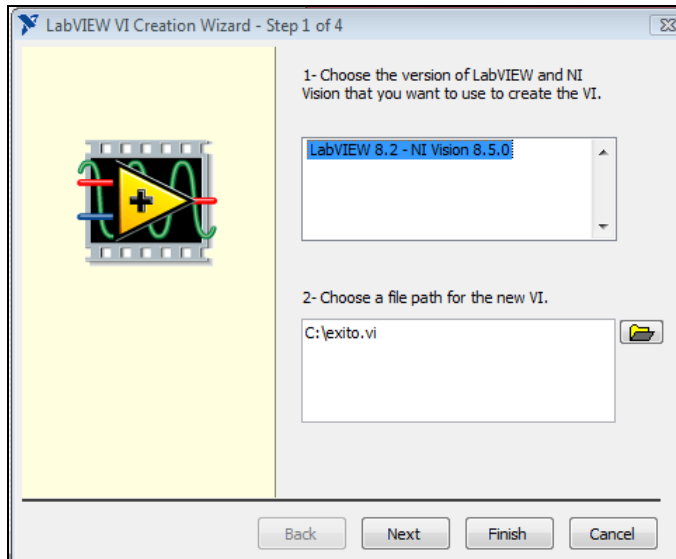 LabVIEW VI Creation Wizard - Step 1 of 4
1- Choose the version of LabVIEW and NI
Vision that you want to use to create the VI.
LabVIEW 8.2 - NI Vision 8.5.0
2- Choose a file path for the new VI.
C:\exito.vi
Back Next Finish Cancel